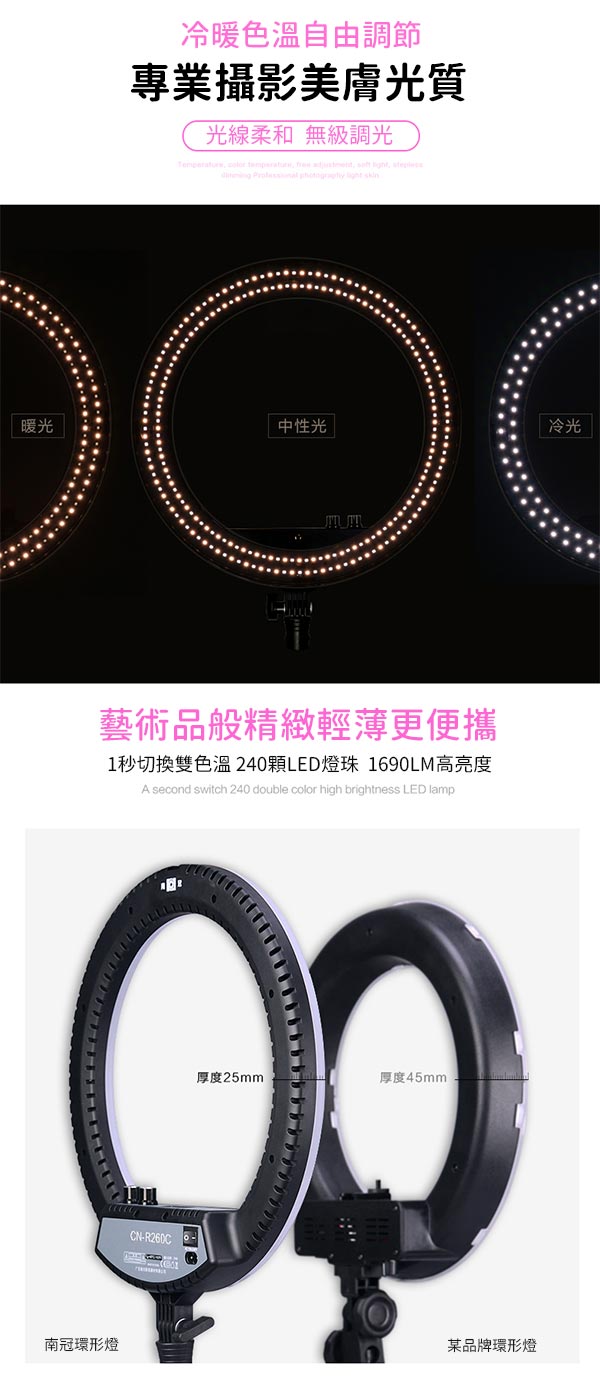 冷暖色溫自由調節
專業攝影美膚光質
光線柔和 無級調光
Temperature, color temperature, free adjustment, soft light, stepless
dimming Professional photography light skin
暖光
中性光
冷光
藝術品般精緻輕薄更便攜
1秒切換雙色溫 240顆LED燈珠 1690LM高亮度
A second switch 240 double color high brightness LED lamp
厚度25mm
厚度45mm
CN-R260C
南冠環形燈
某品牌環形燈